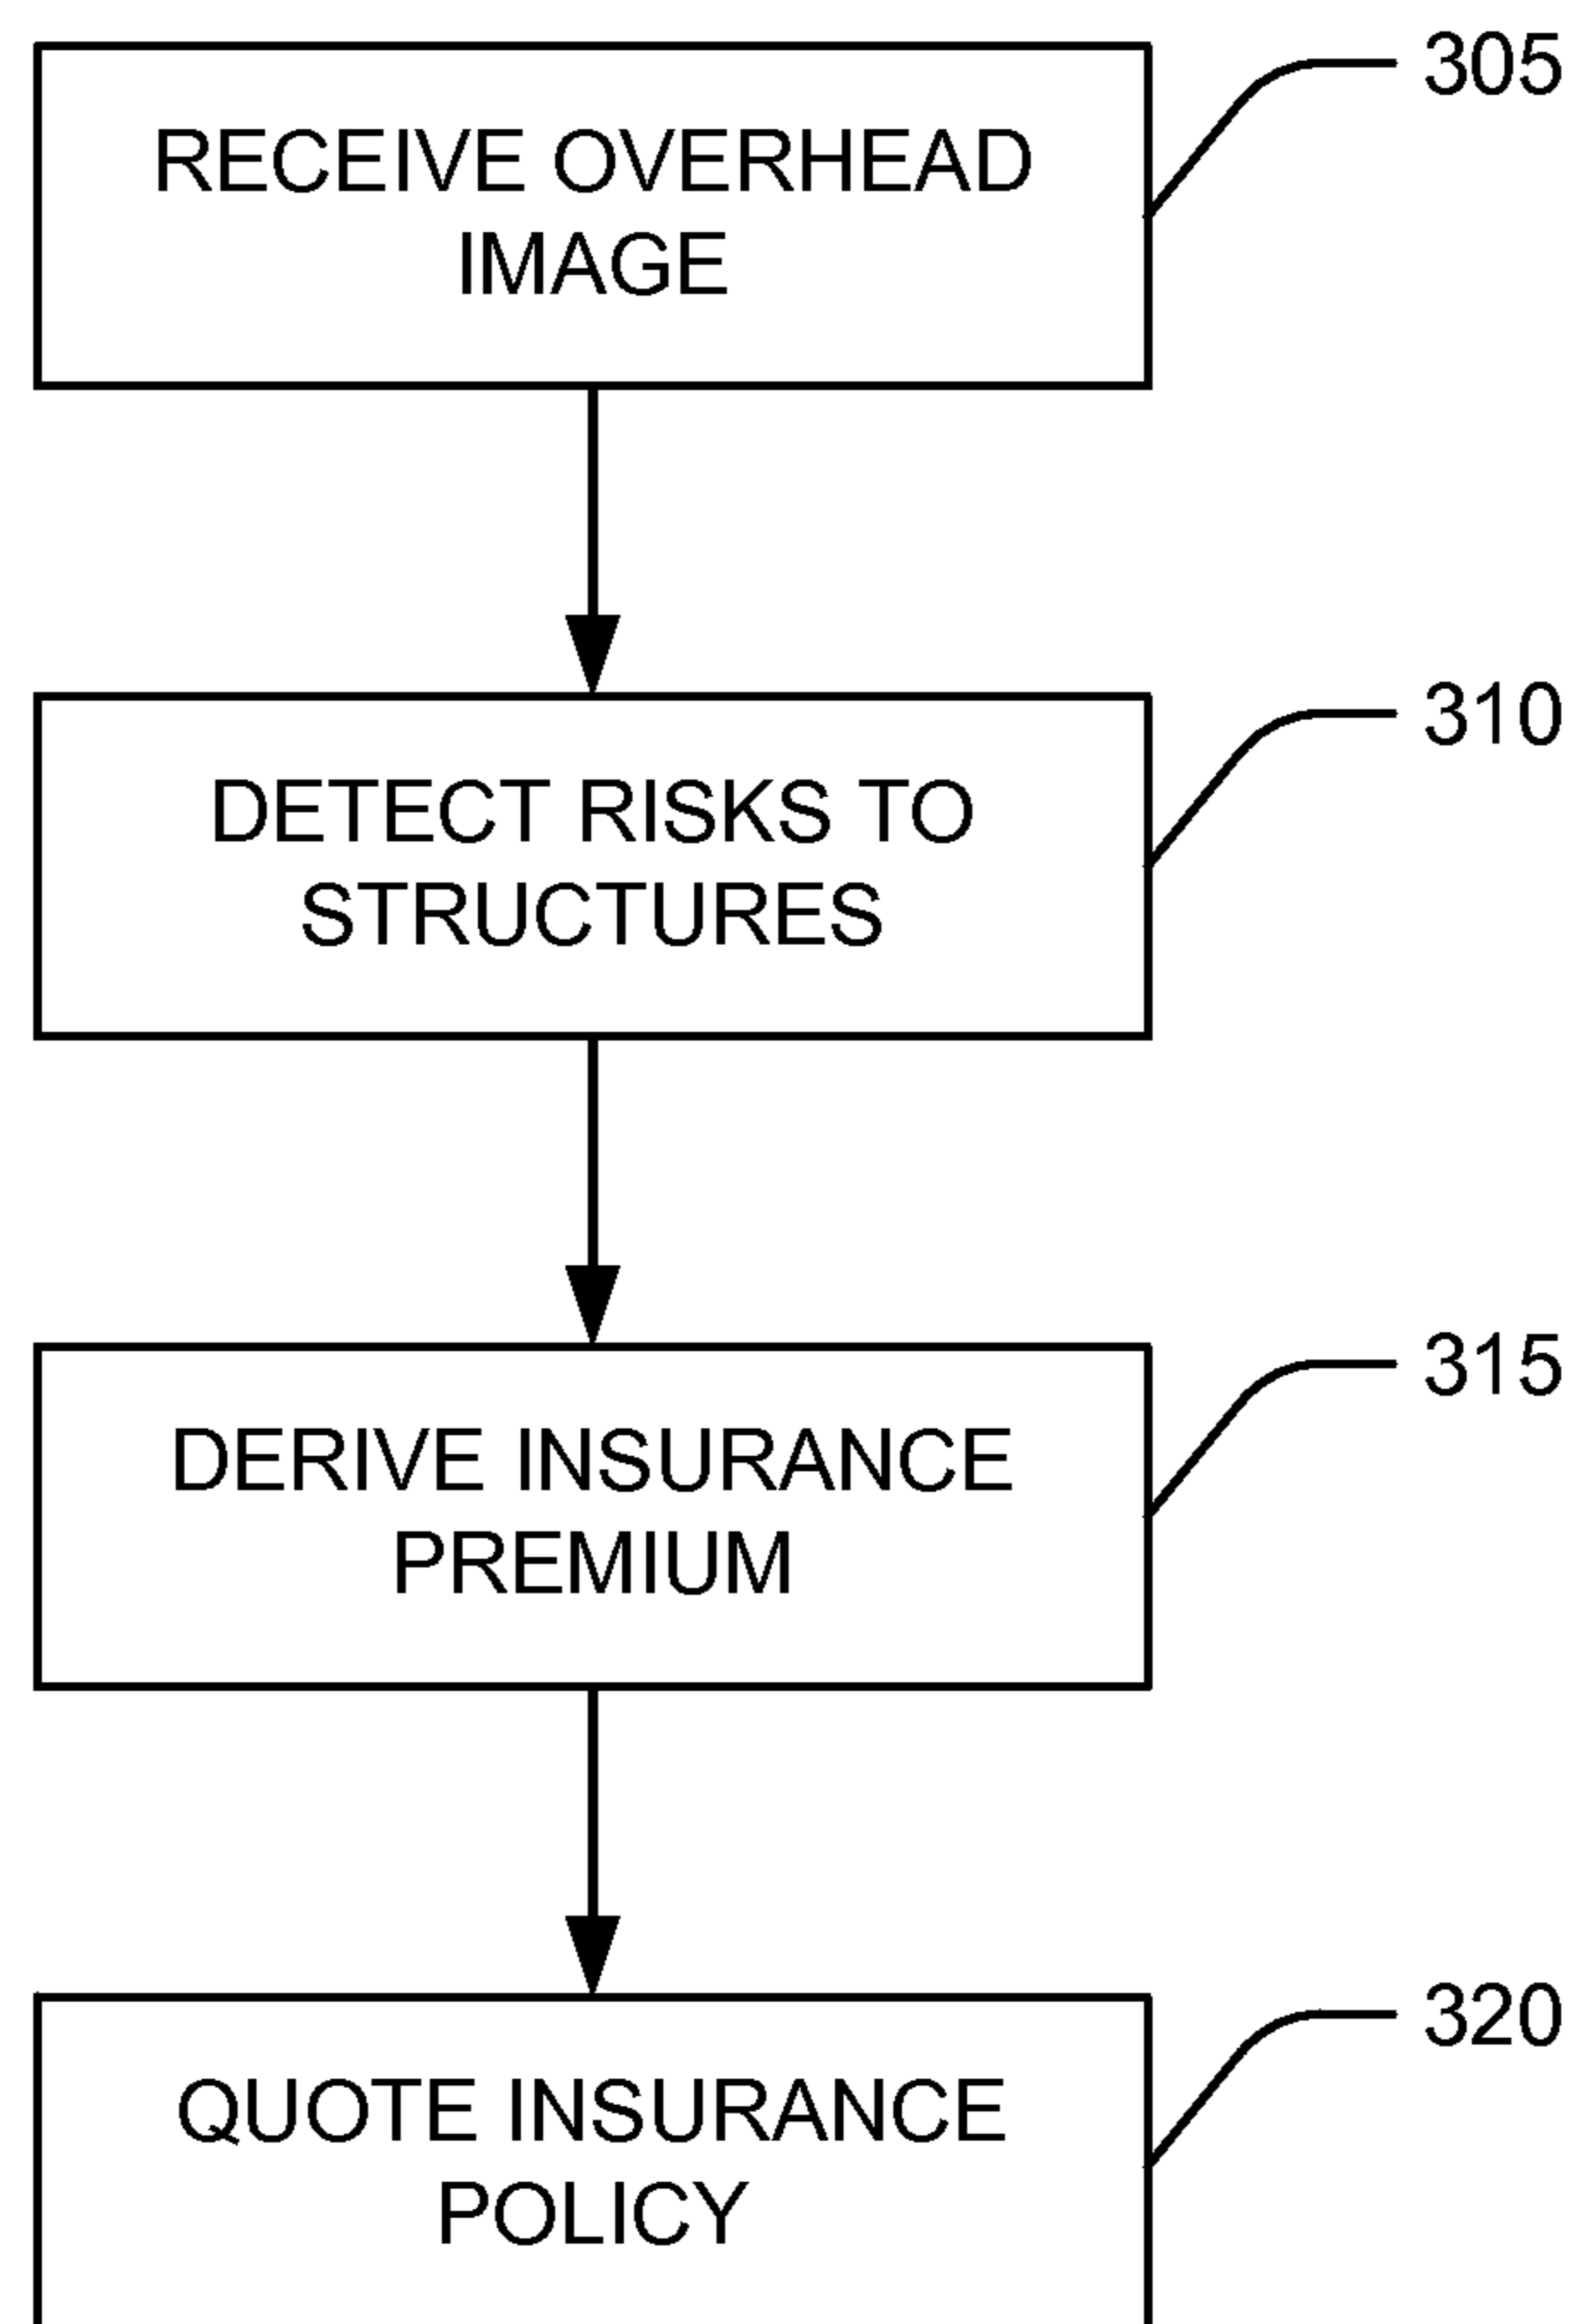 305
RECEIVE OVERHEAD
IMAGE
310
DETECT RISKS TO
STRUCTURES
315
DERIVE INSURANCE
PREMIUM
320
QUOTE INSURANCE
POLICY